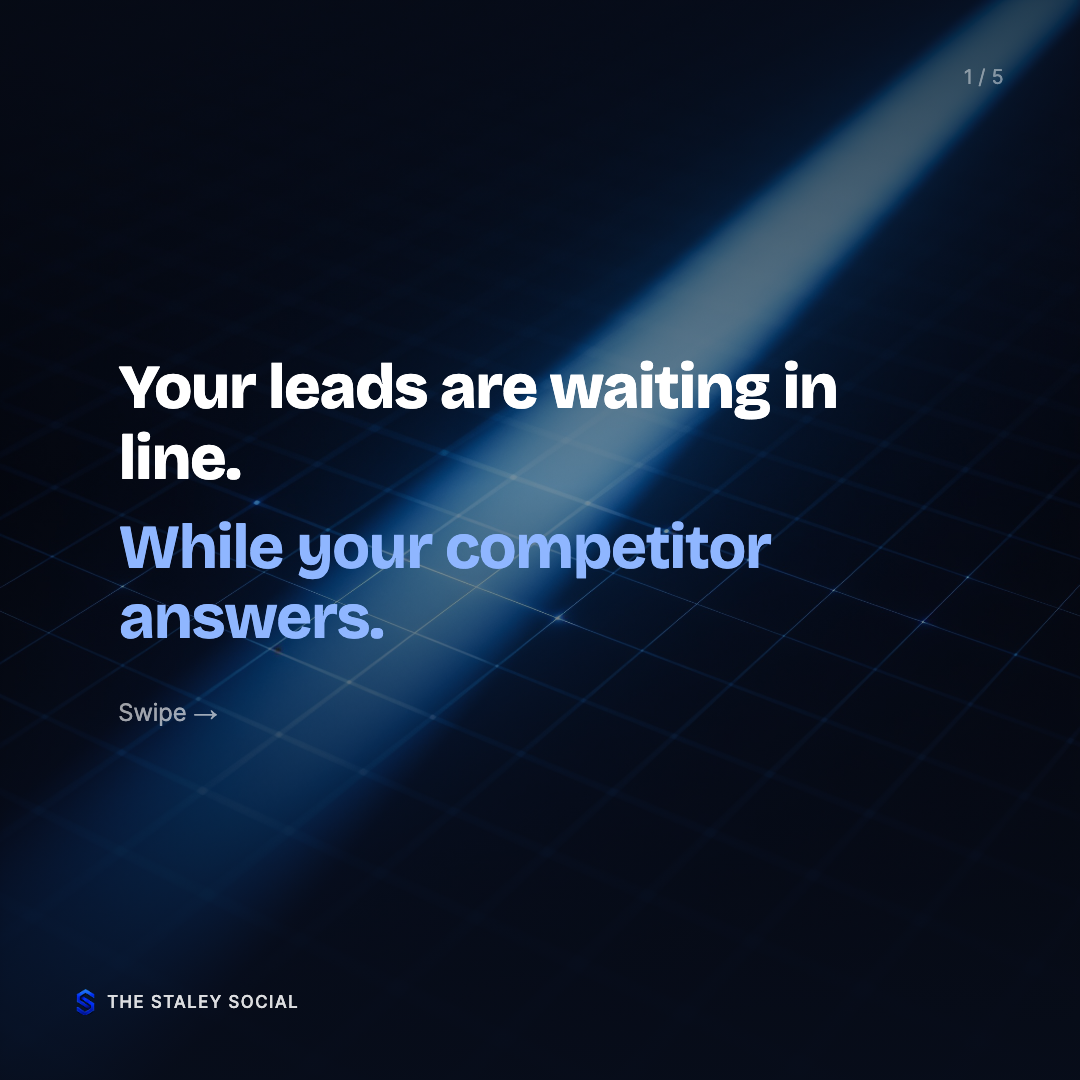 1 / 5
Your leads are waiting in
line.
While your competitor
answers.
Swipe →
THE STALEY SOCIAL